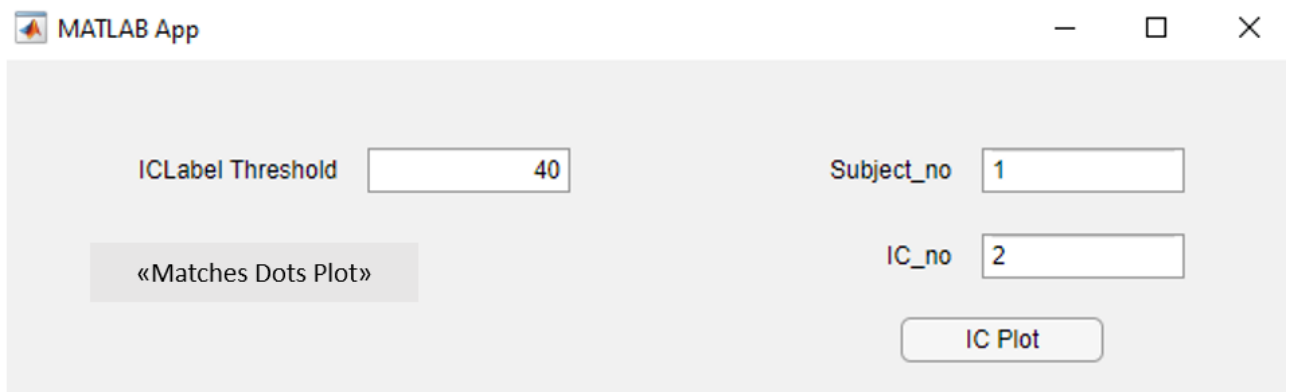 MATLAB App
ICLabel Threshold 40
Subject_no 1
«Matches Dots Plot»
IC_no 2
IC Plot